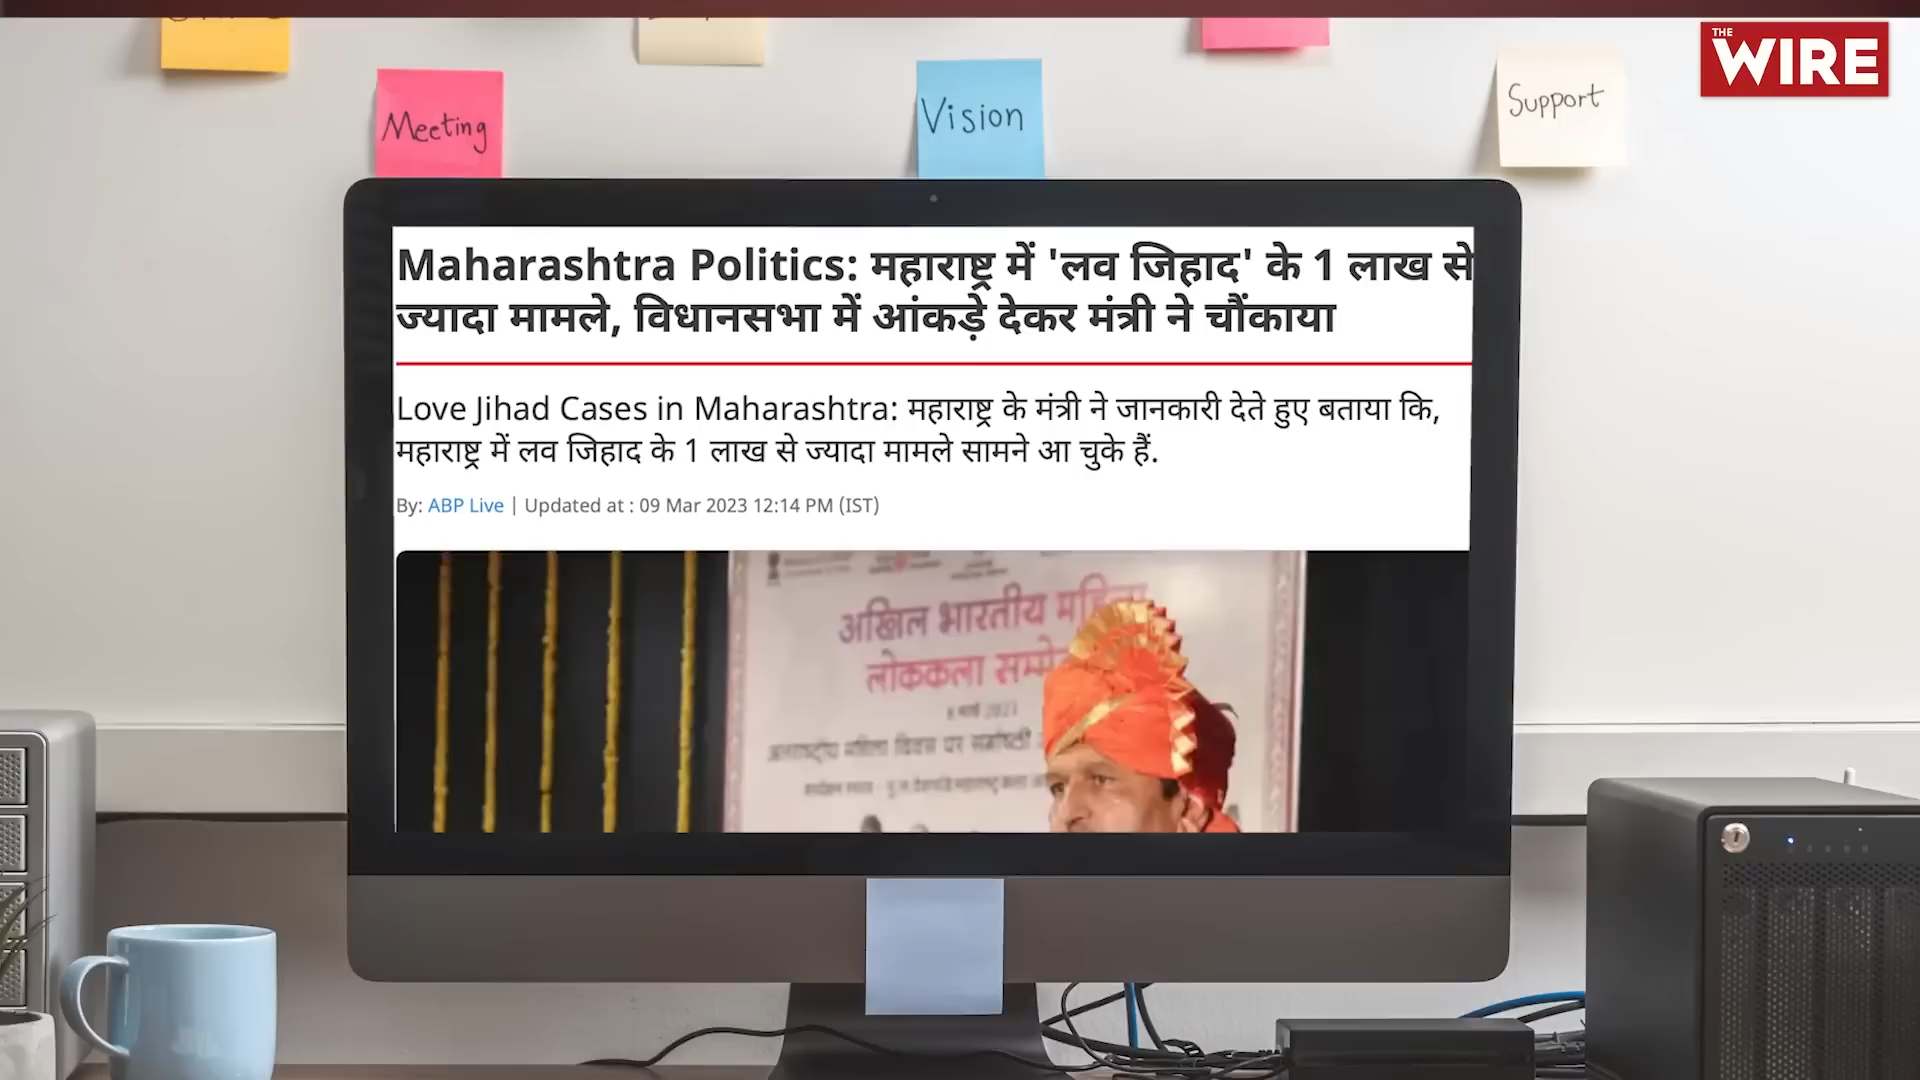 THE
WIRE
Meeting
Vision
Support
Maharashtra Politics: महाराष्ट्र में 'लव जिहाद' के 1 लाख से
ज्यादा मामले, विधानसभा में आंकड़े देकर मंत्री ने चौंकाया
Love Jihad Cases in Maharashtra: महाराष्ट्र के मंत्री ने जानकारी देते हुए बताया कि,
महाराष्ट्र में लव जिहाद के 1 लाख से ज्यादा मामले सामने आ चुके हैं.
By: ABP Live | Updated at : 09 Mar 2023 12:14 PM (IST)
अखिल भारतीय महिला
लोककला